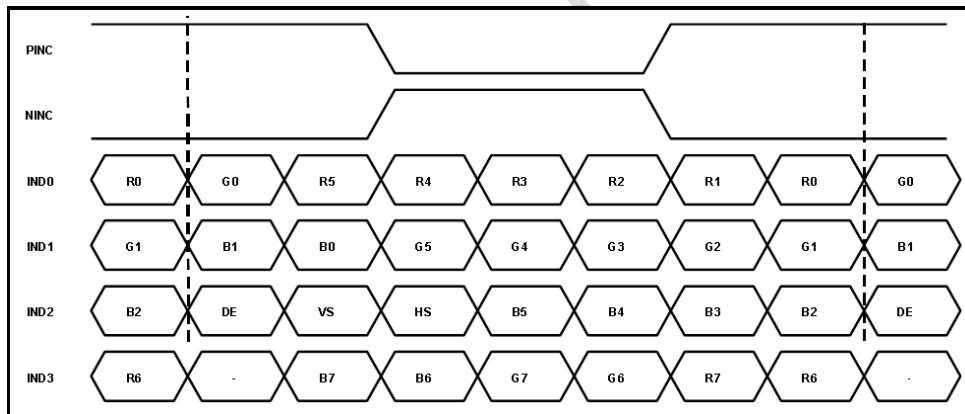 PINC
NINC
IND0 R0 G0 R5 R4 R3 R2 R1 R0 G0
IND1 G1 B1 B0 G5 G4 G3 G2 G1 B1
IND2 B2 DE VS HS B5 B4 B3 B2 DE
IND3 R6 - B7 B6 G7 G6 R7 R6 -